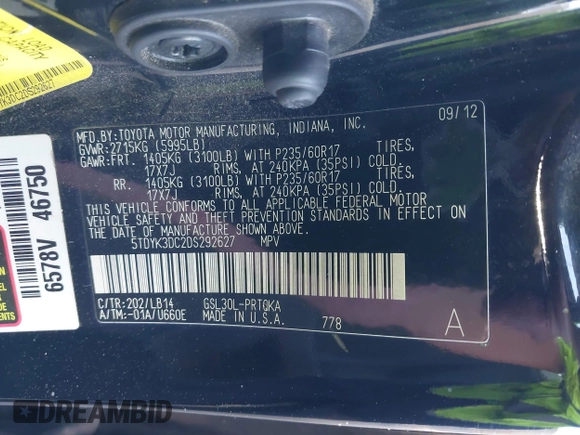 LOAD
CAPACITY
YK3DC2DS292627
6578V 46750
MFD.BY: TOYOTA MOTOR MANUFACTURING, INDIANA, INC. 09/12
GVWR: 2715KG (5995LB)
GAWR: FRT. 1405KG (3100LB) WITH P235/60R17 TIRES,
17X7J RIMS, AT 240KPA (35PSI) COLD.
RR. 1405KG (3100LB) WITH P235/60R17 TIRES,
17X7J RIMS, AT 240KPA (35PSI) COLD.
THIS VEHICLE CONFORMS TO ALL APPLICABLE FEDERAL MOTOR
VEHICLE SAFETY AND THEFT PREVENTION STANDARDS IN EFFECT ON
THE DATE OF MANUFACTURE SHOWN ABOVE.
5TDYK3DC2DS292627 MPV
C/TR: 202/LB14 GSL30L-PRTQKA
A/TM: -01A/U660E MADE IN U.S.A. 778 A
DREAMBID